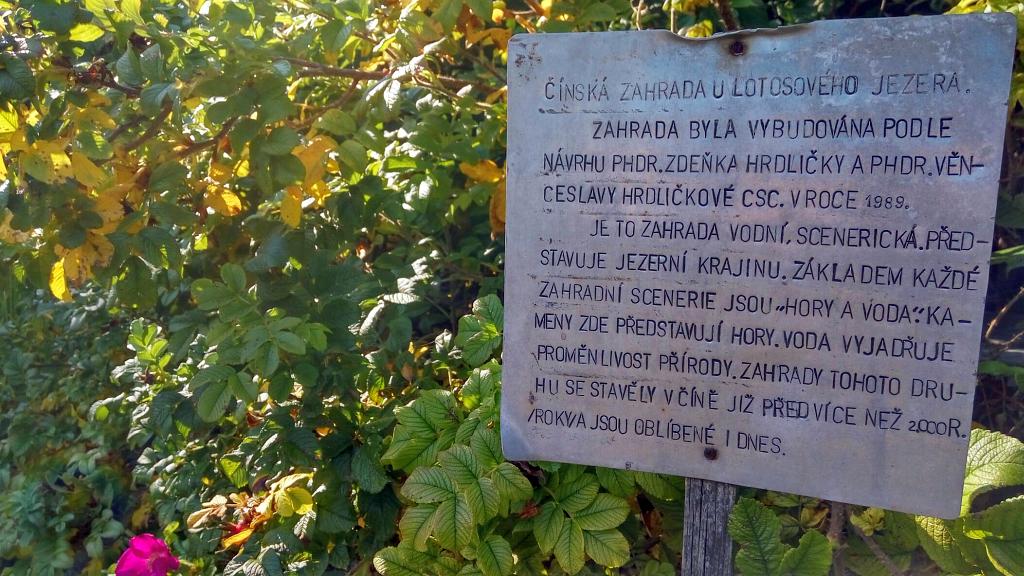 ČÍNSKÁ ZAHRADA U LOTOSOVÉHO JEZERA.
ZAHRADA BYLA VYBUDOVÁNA PODLE
NÁVRHU PHDR. ZDEŇKA HRDLIČKY A PHDR. VĚN-
CESLAVY HRDLIČKOVÉ CSC. V ROCE 1989.
JE TO ZAHRADA VODNÍ, SCENERICKÁ. PŘED-
STAVUJE JEZERNÍ KRAJINU. ZÁKLADEM KAŽDÉ
ZAHRADNÍ SCENERIE JSOU „HORY A VODA“. KA-
MENY ZDE PŘEDSTAVUJÍ HORY. VODA VYJADŘUJE
PROMĚNLIVOST PŘÍRODY. ZAHRADY TOHOTO DRU-
HU SE STAVĚLY V ČÍNĚ JIŽ PŘED VÍCE NEŽ 2,000R.
/ROKY/A JSOU OBLÍBENÉ I DNES.